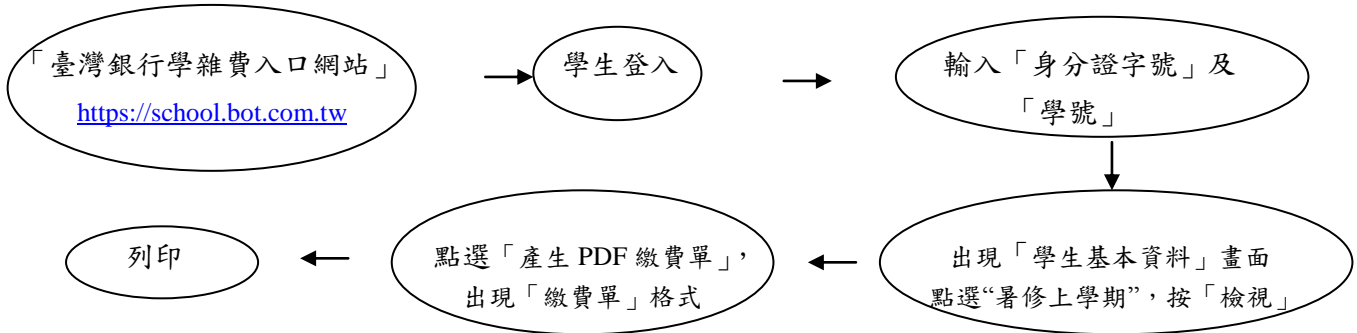 「臺灣銀行學雜費入口網站」
https://school.bot.com.tw
學生登入
輸入「身分證字號」及
「學號」
出現「學生基本資料」畫面
點選“暑修上學期”，按「檢視」
點選「產生 PDF 繳費單」，
出現「繳費單」格式
列印